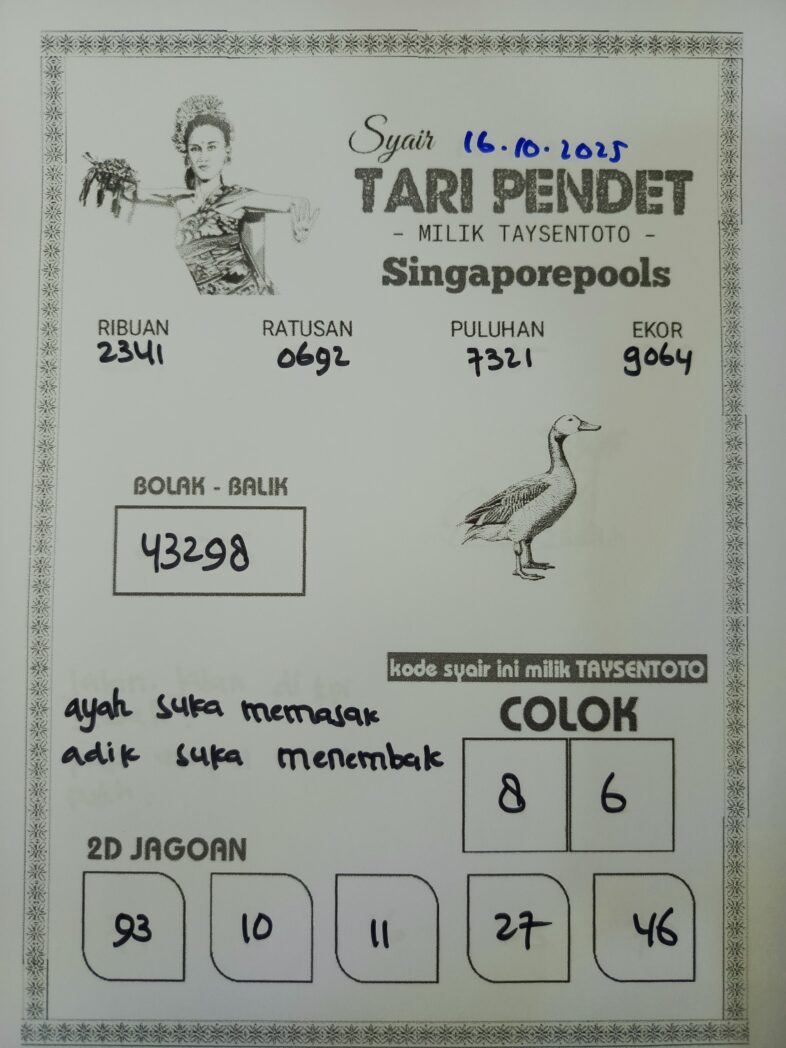 Syair 16.10.2025
TARI PENDET
- MILIK TAYSENTOTO -
Singaporepools
RIBUAN RATUSAN PULUHAN EKOR
2341 0692 7321 9064
BOLAK - BALIK
43298
kode syair ini milik TAYSENTOTO
ayah suka memasak
adik suka menembak
COLOK
8 6
2D JAGOAN
93 10 11 27 46